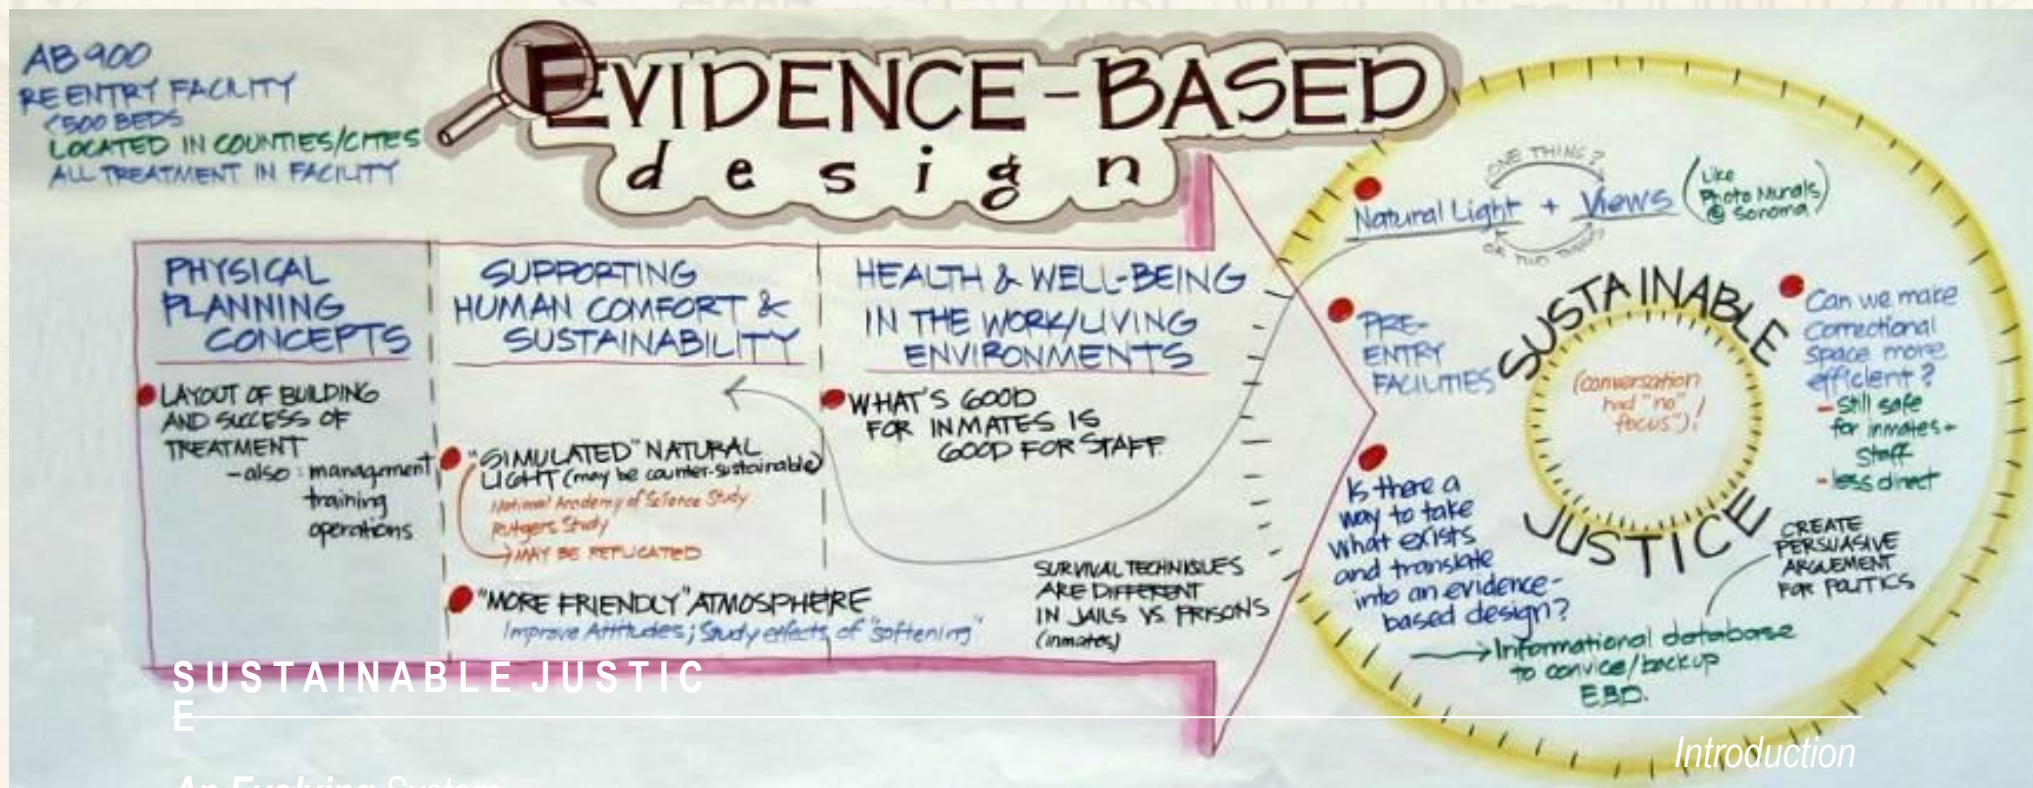 AB 900
RE ENTRY FACILITY
<500 BEDS
LOCATED IN COUNTIES/CITES
ALL TREATMENT IN FACILITY
EVIDENCE-BASED
design
PHYSICAL
PLANNING
CONCEPTS
LAYOUT OF BUILDING
AND SUCCESS OF
TREATMENT
- also: management
training
operations
SUPPORTING
HUMAN COMFORT &
SUSTAINABILITY
"SIMULATED" NATURAL
LIGHT (may be counter-sustainable)
National Academy of Science Study
Rutgers Study
MAY BE REPLICATED
"MORE FRIENDLY" ATMOSPHERE
Improve Attitudes; Study effects of "softening"
HEALTH & WELL-BEING
IN THE WORK/LIVING
ENVIRONMENTS
WHAT'S GOOD
FOR INMATES IS
GOOD FOR STAFF.
SURVIVAL TECHNIQUES
ARE DIFFERENT
IN JAILS VS. PRISONS
(inmates)
ONE THING?
Natural Light + Views
(Like
Photo Murals
@ Sonoma)
OR TWO THINGS
PRE-
ENTRY
FACILITIES
SUSTAINABLE
JUSTICE
(conversation
had "no"
focus")!
Can we make
correctional
space more
efficient?
- Still safe
for inmates +
Staff
- less direct
Is there a
way to take
what exists
and translate
into an evidence-
based design?
Informational database
to convice/backup
EBD.
CREATE
PERSUASIVE
ARGUEMENT
FOR POLITICS
SUSTAINABLE JUSTIC
E
Introduction
An Evolving System